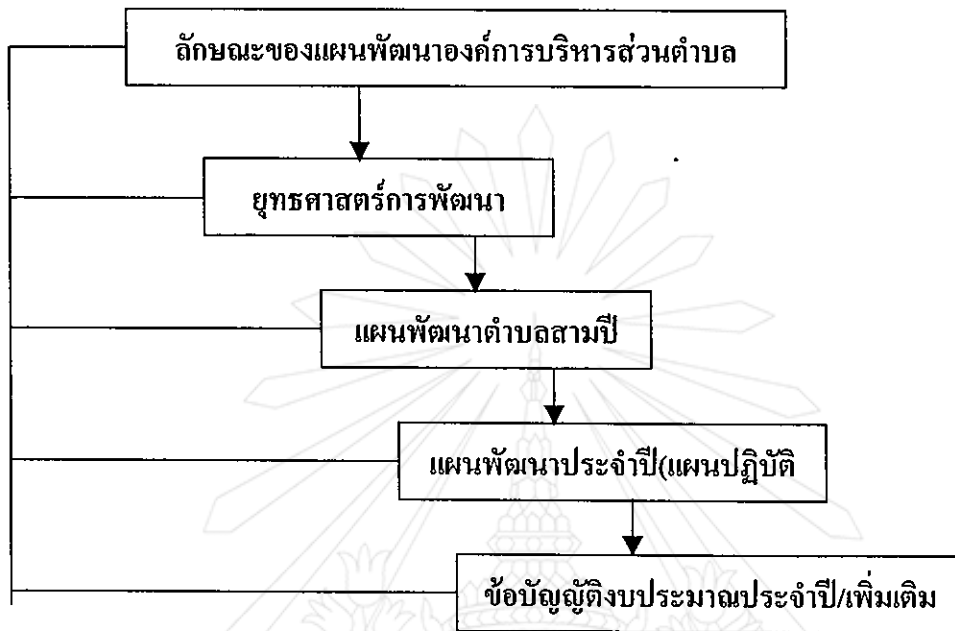 ลักษณะของแผนพัฒนาองค์การบริหารส่วนตำบล
ยุทธศาสตร์การพัฒนา
แผนพัฒนาตำบลสามปี
แผนพัฒนาประจำปี(แผนปฏิบัติ
ข้อบัญญัติงบประมาณประจำปี/เพิ่มเติม